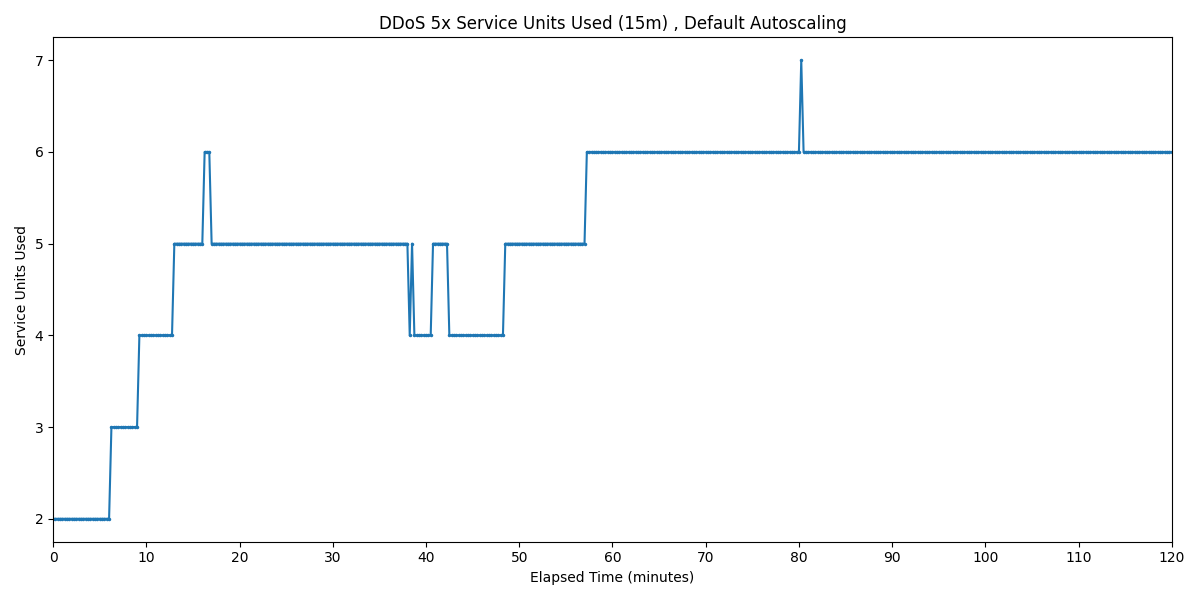 DDoS 5x Service Units Used (15m) , Default Autoscaling
Service Units Used
7
6
5
4
3
2
0 10 20 30 40 50 60 70 80 90 100 110 120
Elapsed Time (minutes)